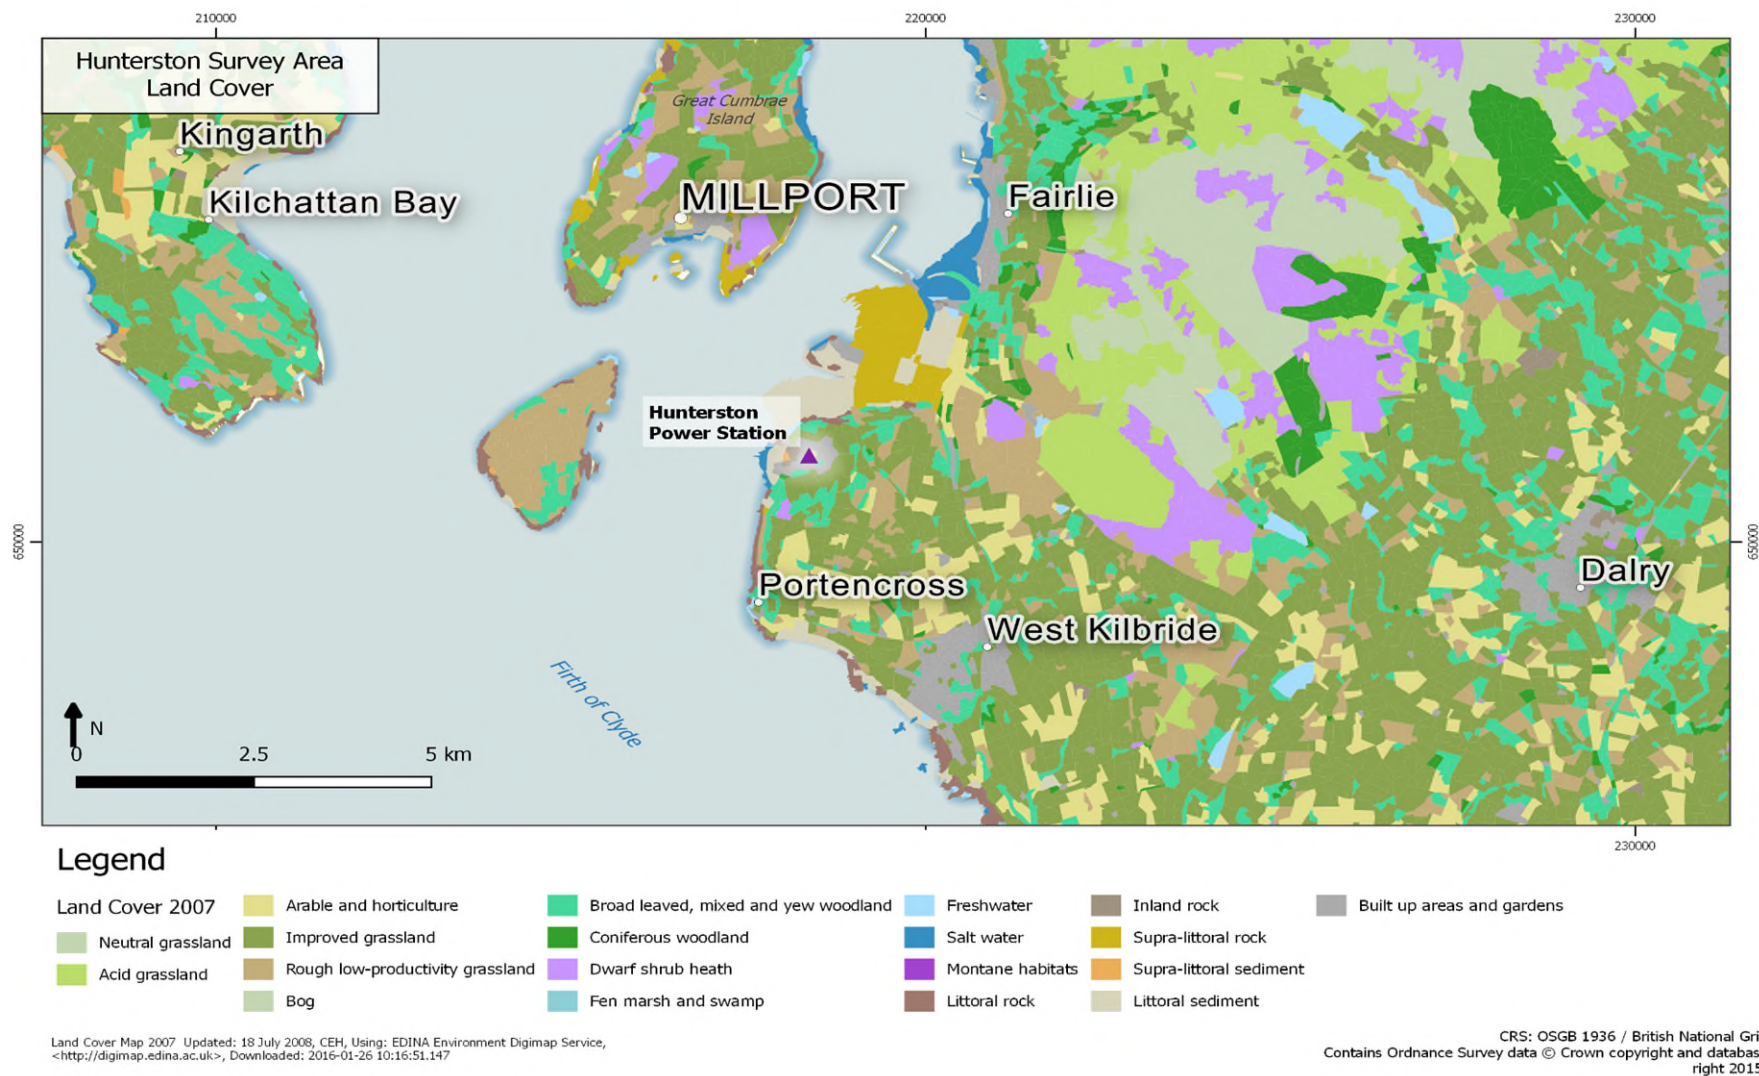 210000
220000
230000
Hunterston Survey Area
Land Cover
Kingarth
Great Cumbrae
Island
Kilchattan Bay
MILLPORT
Fairlie
Hunterston
Power Station
650000
650000
Portencross
Dalry
West Kilbride
Firth of Clyde
N
0 2.5 5 km
230000
Legend
Land Cover 2007
Neutral grassland
Acid grassland
Arable and horticulture
Improved grassland
Rough low-productivity grassland
Bog
Broad leaved, mixed and yew woodland
Coniferous woodland
Dwarf shrub heath
Fen marsh and swamp
Freshwater
Salt water
Montane habitats
Littoral rock
Inland rock
Supra-littoral rock
Supra-littoral sediment
Littoral sediment
Built up areas and gardens
Land Cover Map 2007 Updated: 18 July 2008, CEH, Using: EDINA Environment Digimap Service,
<http://digimap.edina.ac.uk>, Downloaded: 2016-01-26 10:16:51.147
CRS: OSGB 1936 / British National Gri
Contains Ordnance Survey data © Crown copyright and databas
right 2015